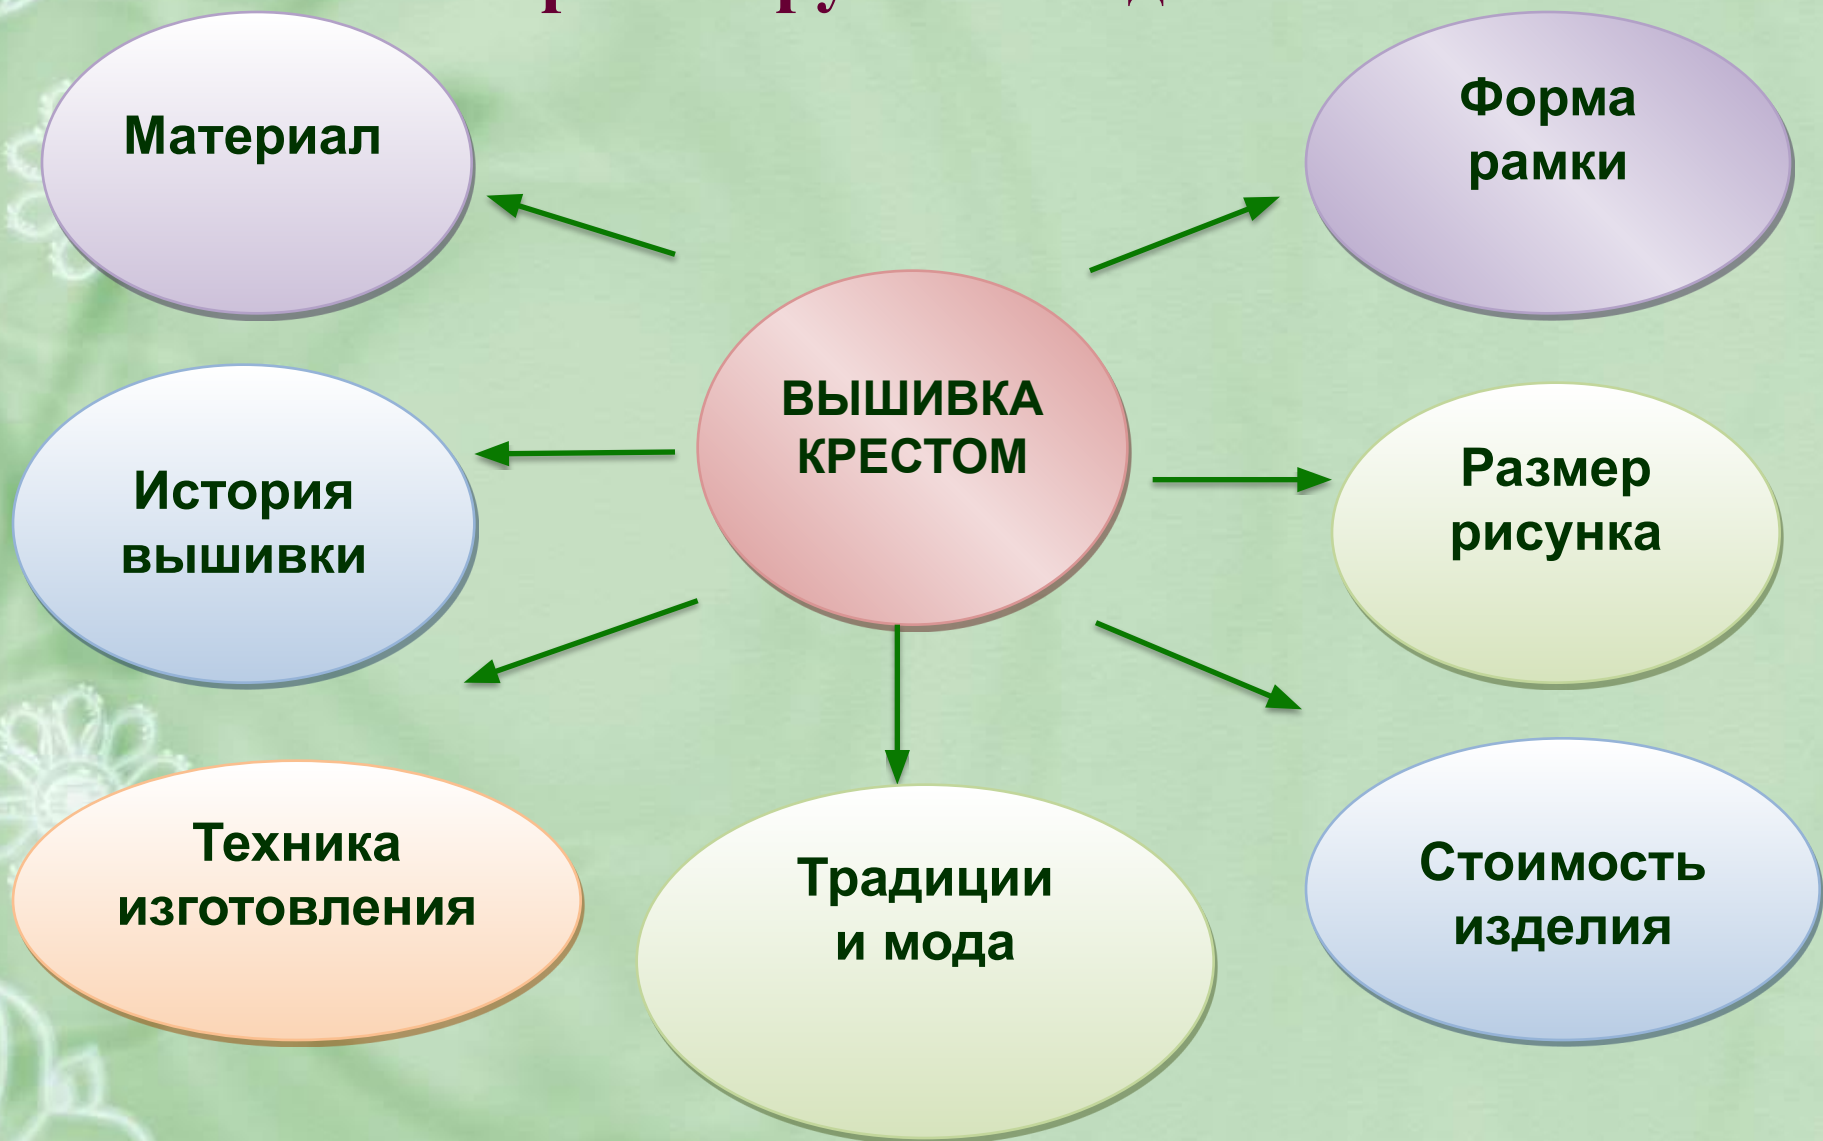 Материал
Форма
рамки
ВЫШИВКА
КРЕСТОМ
История
вышивки
Размер
рисунка
Техника
изготовления
Традиции
и мода
Стоимость
изделия